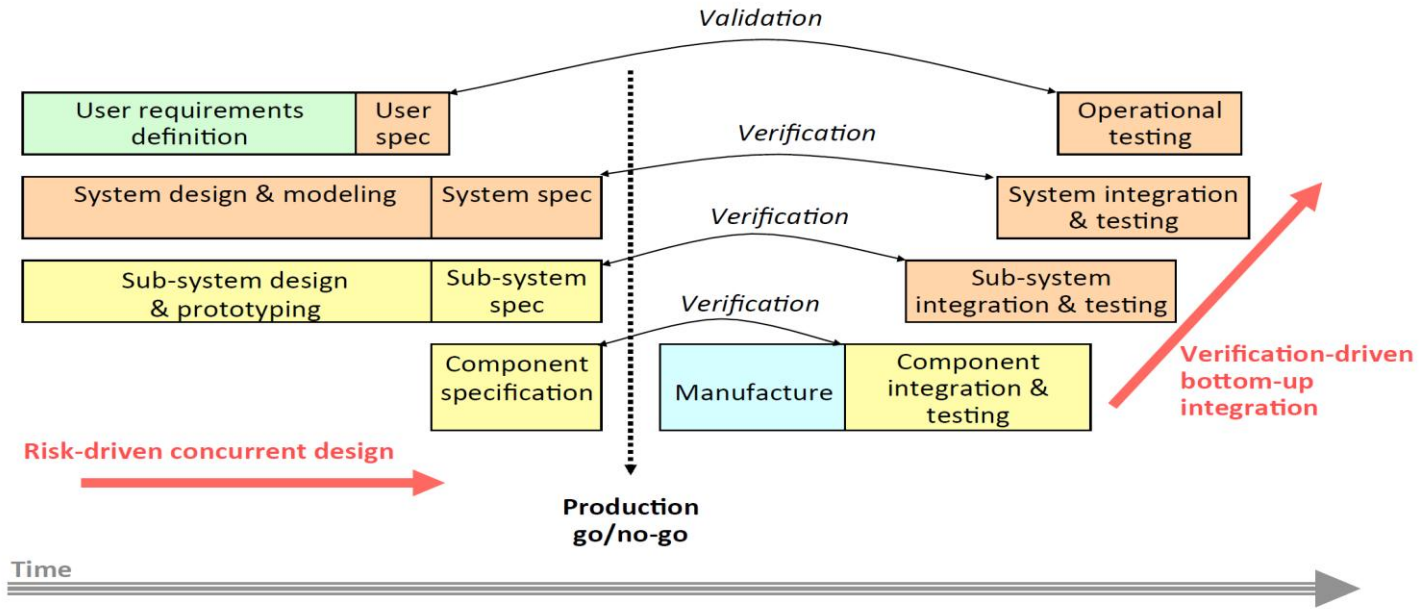 Validation
User requirements
definition
User
spec
Operational
testing
Verification
System design & modeling
System spec
System integration
& testing
Verification
Sub-system design
& prototyping
Sub-system
spec
Sub-system
integration & testing
Verification
Component
specification
Manufacture
Component
integration &
testing
Verification-driven
bottom-up
integration
Risk-driven concurrent design
Production
go/no-go
Time